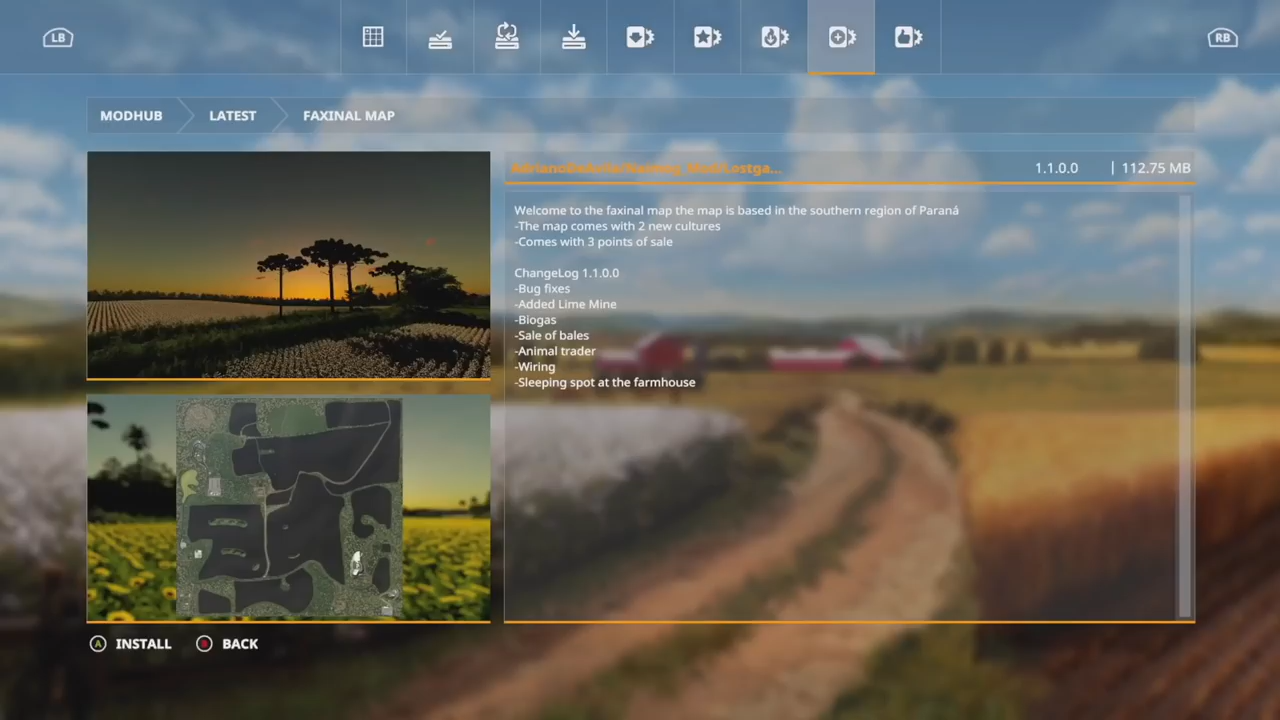 LB
RB
MODHUB
LATEST
FAXINAL MAP
1.1.0.0 | 112.75 MB
Welcome to the faxinal map the map is based in the southern region of Paraná
-The map comes with 2 new cultures
-Comes with 3 points of sale
ChangeLog 1.1.0.0
-Bug fixes
-Added Lime Mine
-Biogas
-Sale of bales
-Animal trader
-Wiring
-Sleeping spot at the farmhouse
A INSTALL
BACK